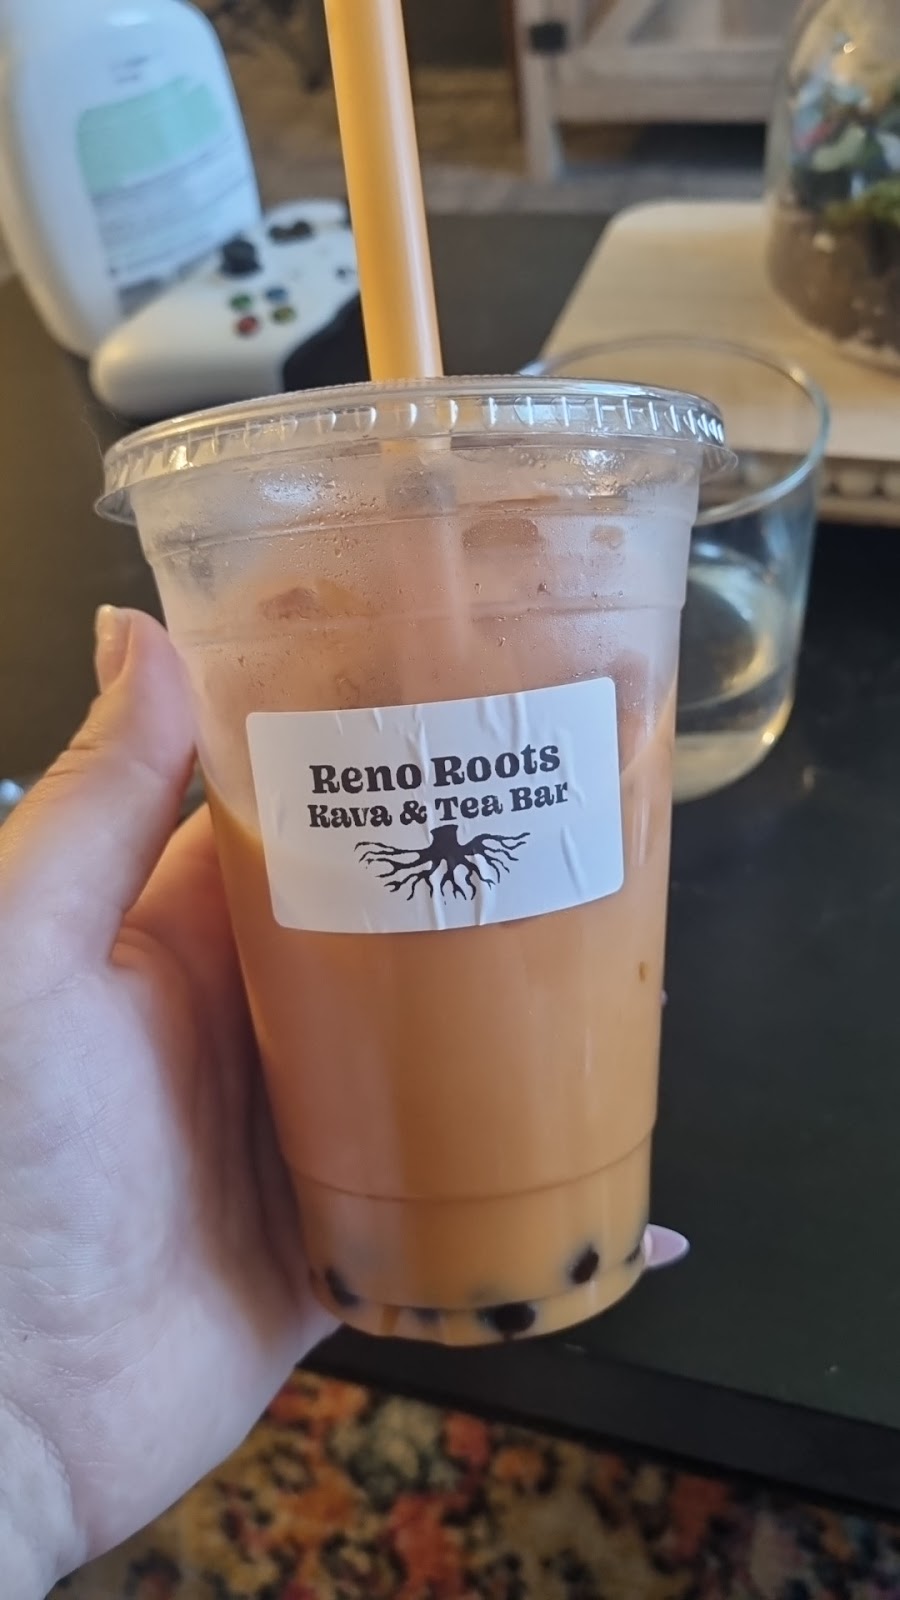 Reno Roots
Kava & Tea Bar